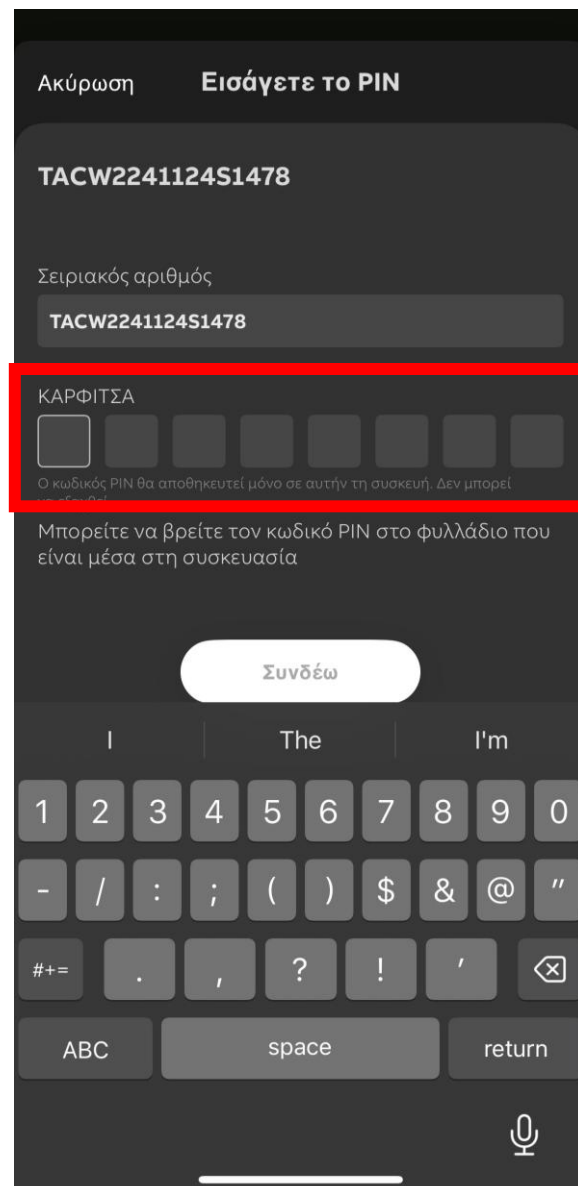 Ακύρωση Εισάγετε το PIN
TACW2241124S1478
Σειριακός αριθμός
TACW2241124S1478
ΚΑΡΦΙΤΣΑ
Ο κωδικός PIN θα αποθηκευτεί μόνο σε αυτήν τη συσκευή. Δεν μπορεί
Μπορείτε να βρείτε τον κωδικό PIN στο φυλλάδιο που
είναι μέσα στη συσκευασία
Συνδέω
I The I'm
1 2 3 4 5 6 7 8 9 0
- / : ; ( ) $ & @ "
#+= . , ? ! '
ABC space return